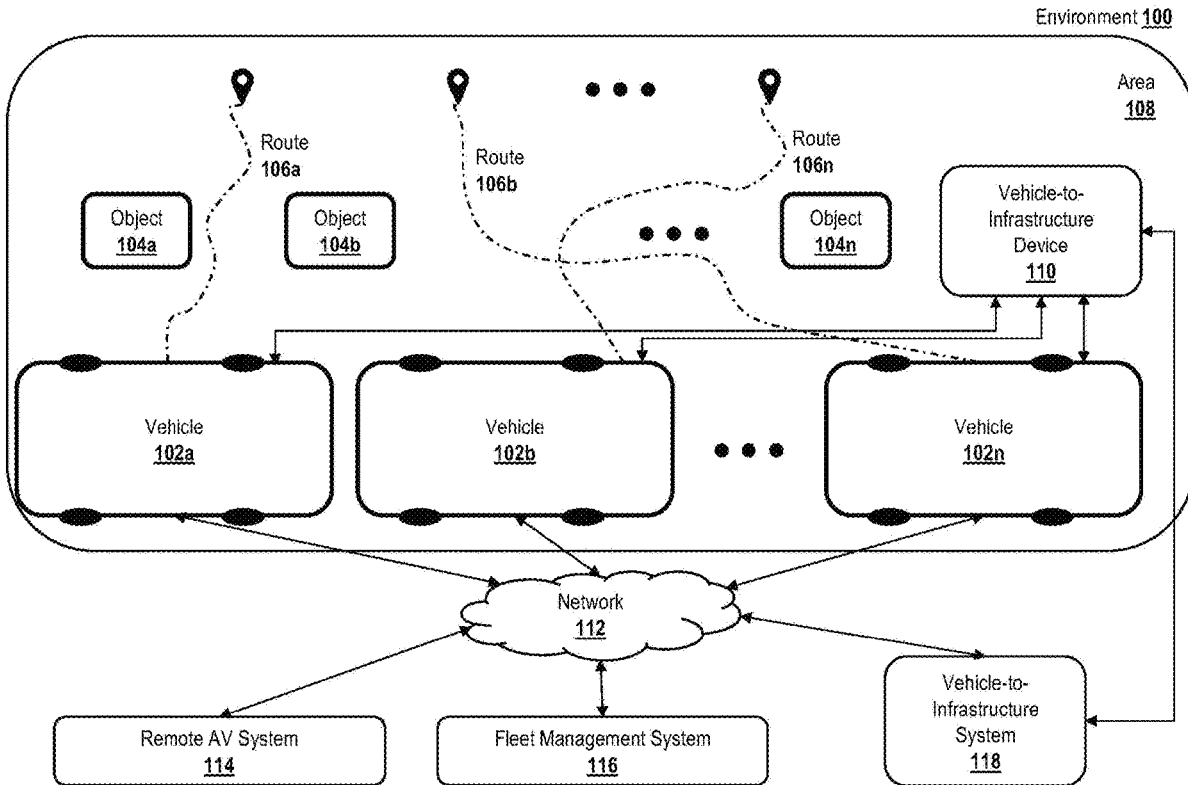 Environment 100
Area
108
Route
106a
Route
106b
Route
106n
Object
104a
Object
104b
Object
104n
Vehicle-to-
Infrastructure
Device
110
Vehicle
102a
Vehicle
102b
Vehicle
102n
Network
112
Remote AV System
114
Fleet Management System
116
Vehicle-to-
Infrastructure
System
118